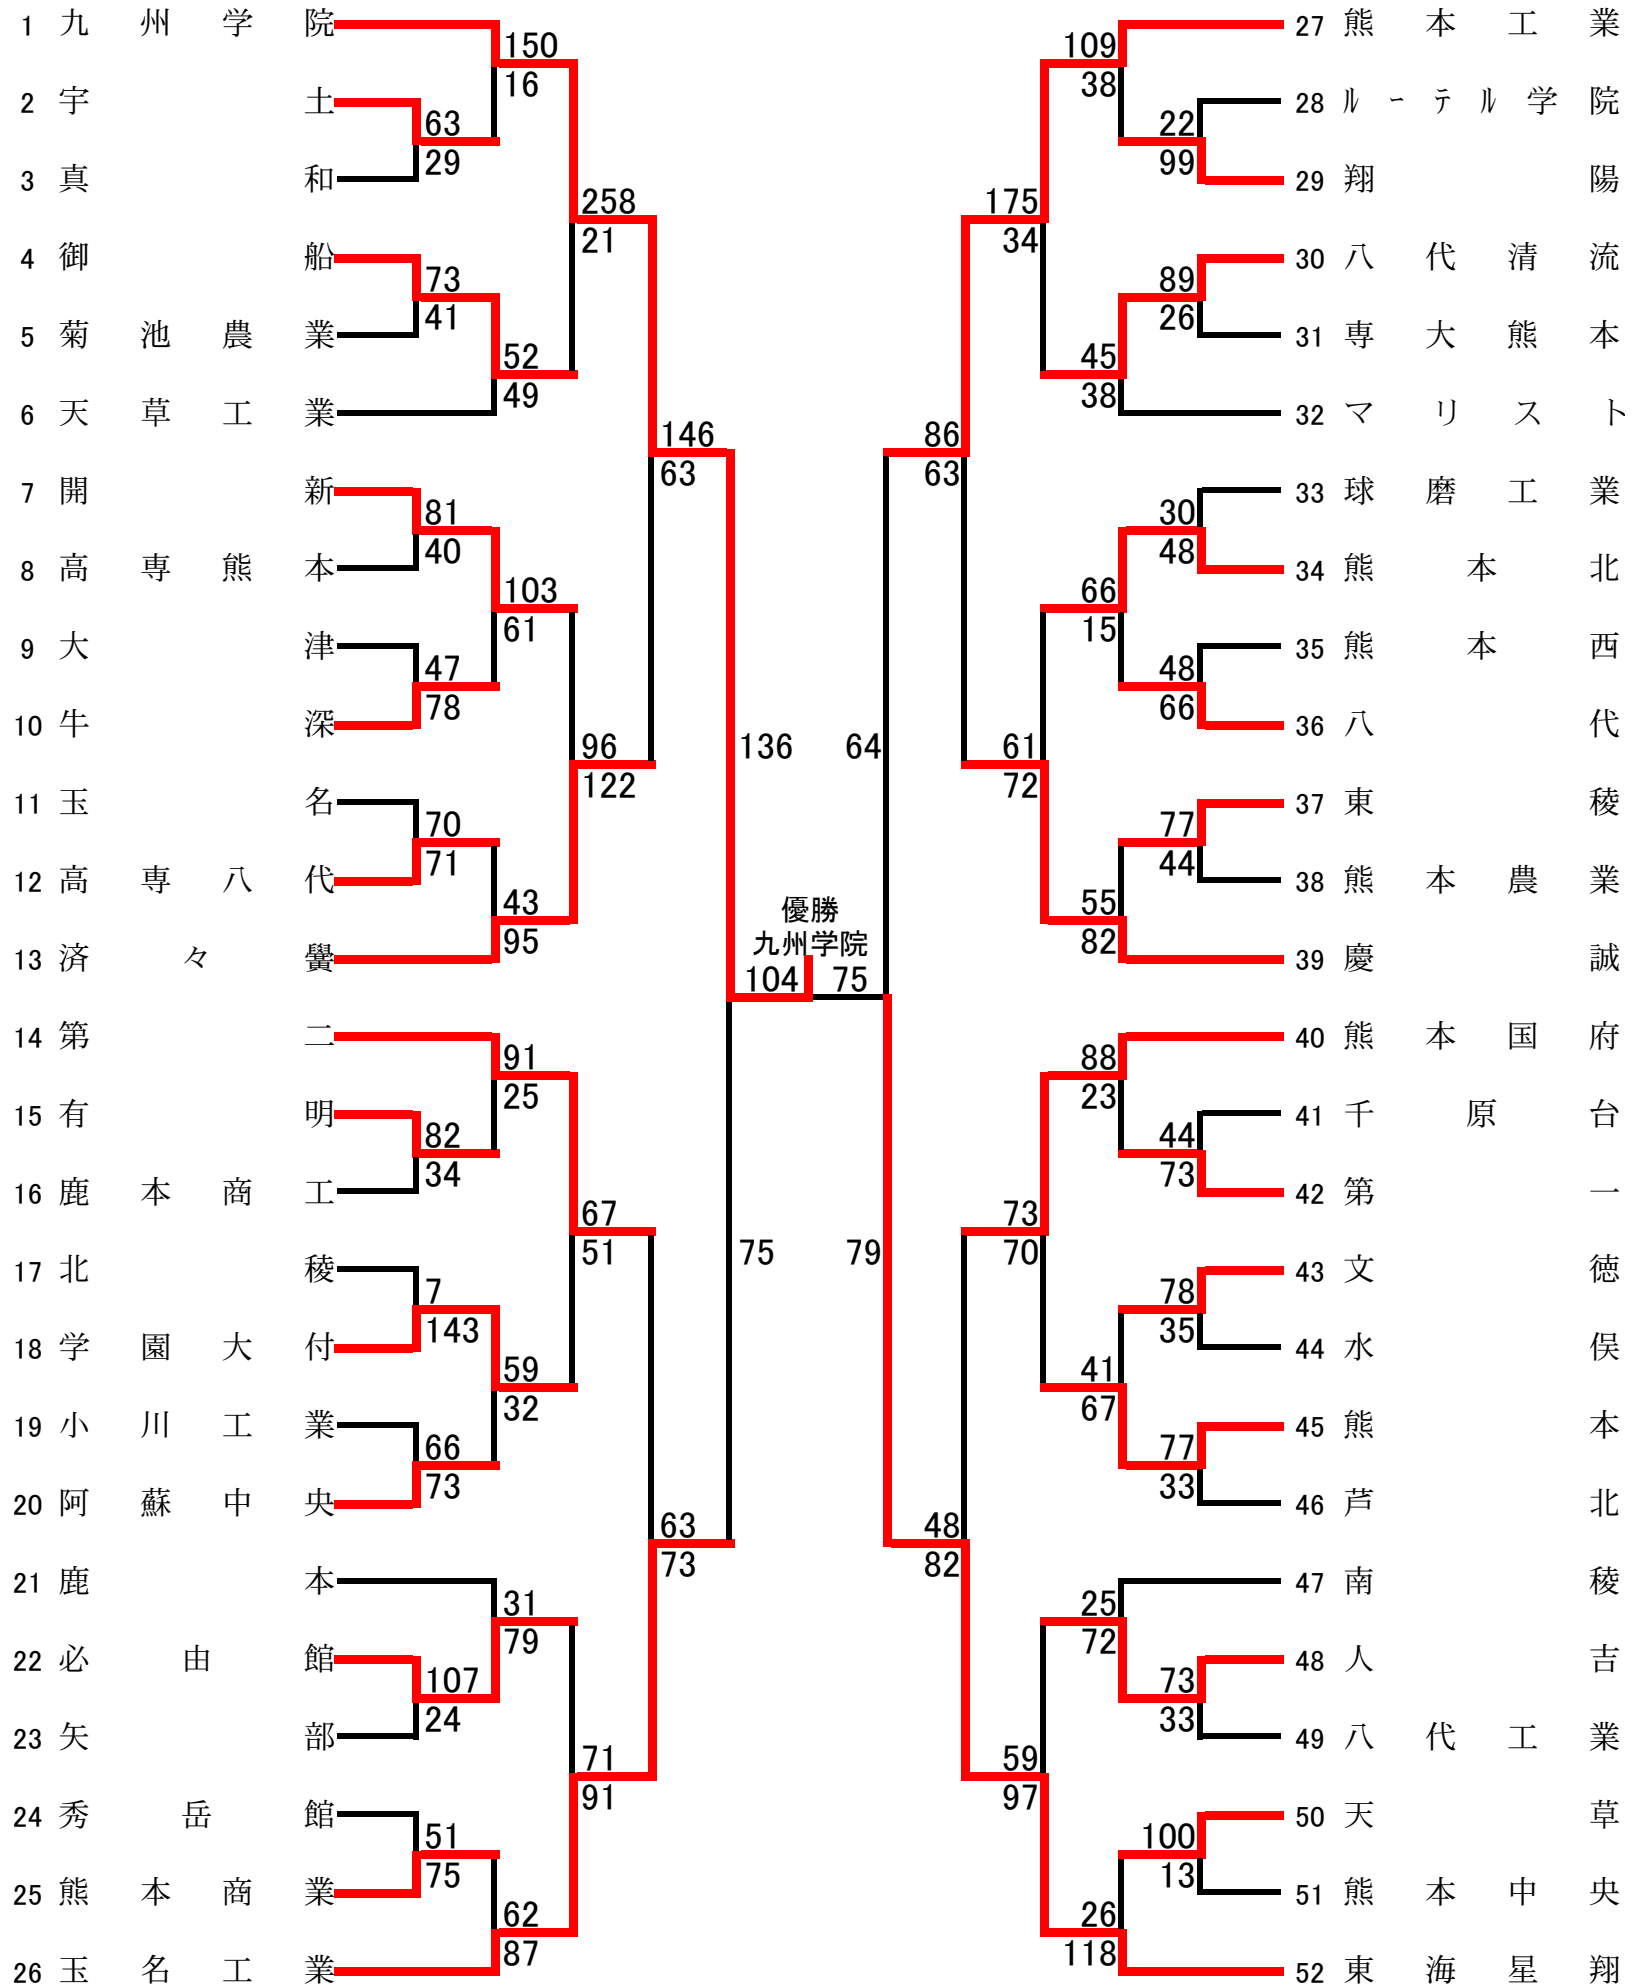 1 九州学院
2 宇土
3 真和
4 御船
5 菊池農業
6 天草工業
7 開新
8 高専熊本
9 大津
10 牛深
11 玉名
12 高専八代
13 済々黌
14 第二
15 有明
16 鹿本商工
17 北稜
18 学園大付
19 小川工業
20 阿蘇中央
21 鹿本
22 必由館
23 矢部
24 秀岳館
25 熊本商業
26 玉名工業
63
29
73
41
81
40
47
78
70
71
82
34
7
143
66
73
107
24
51
75
150
16
52
49
103
61
43
95
91
25
59
32
31
79
62
87
258
21
96
122
67
51
71
91
146
63
63
73
136
75
優勝
九州学院
104 75
64
79
86
63
48
82
175
34
61
72
73
70
59
97
109
38
45
38
66
15
55
82
88
23
41
67
25
72
26
118
22
99
89
26
30
48
48
66
77
44
44
73
78
35
77
33
73
33
100
13
27 熊本工業
28 ルーテル学院
29 翔陽
30 八代清流
31 専大熊本
32 マリスト
33 球磨工業
34 熊本北
35 熊本西
36 八代
37 東稜
38 熊本農業
39 慶誠
40 熊本国府
41 千原台
42 第一
43 文徳
44 水俣
45 熊本
46 芦北
47 南稜
48 人吉
49 八代工業
50 天草
51 熊本中央
52 東海星翔